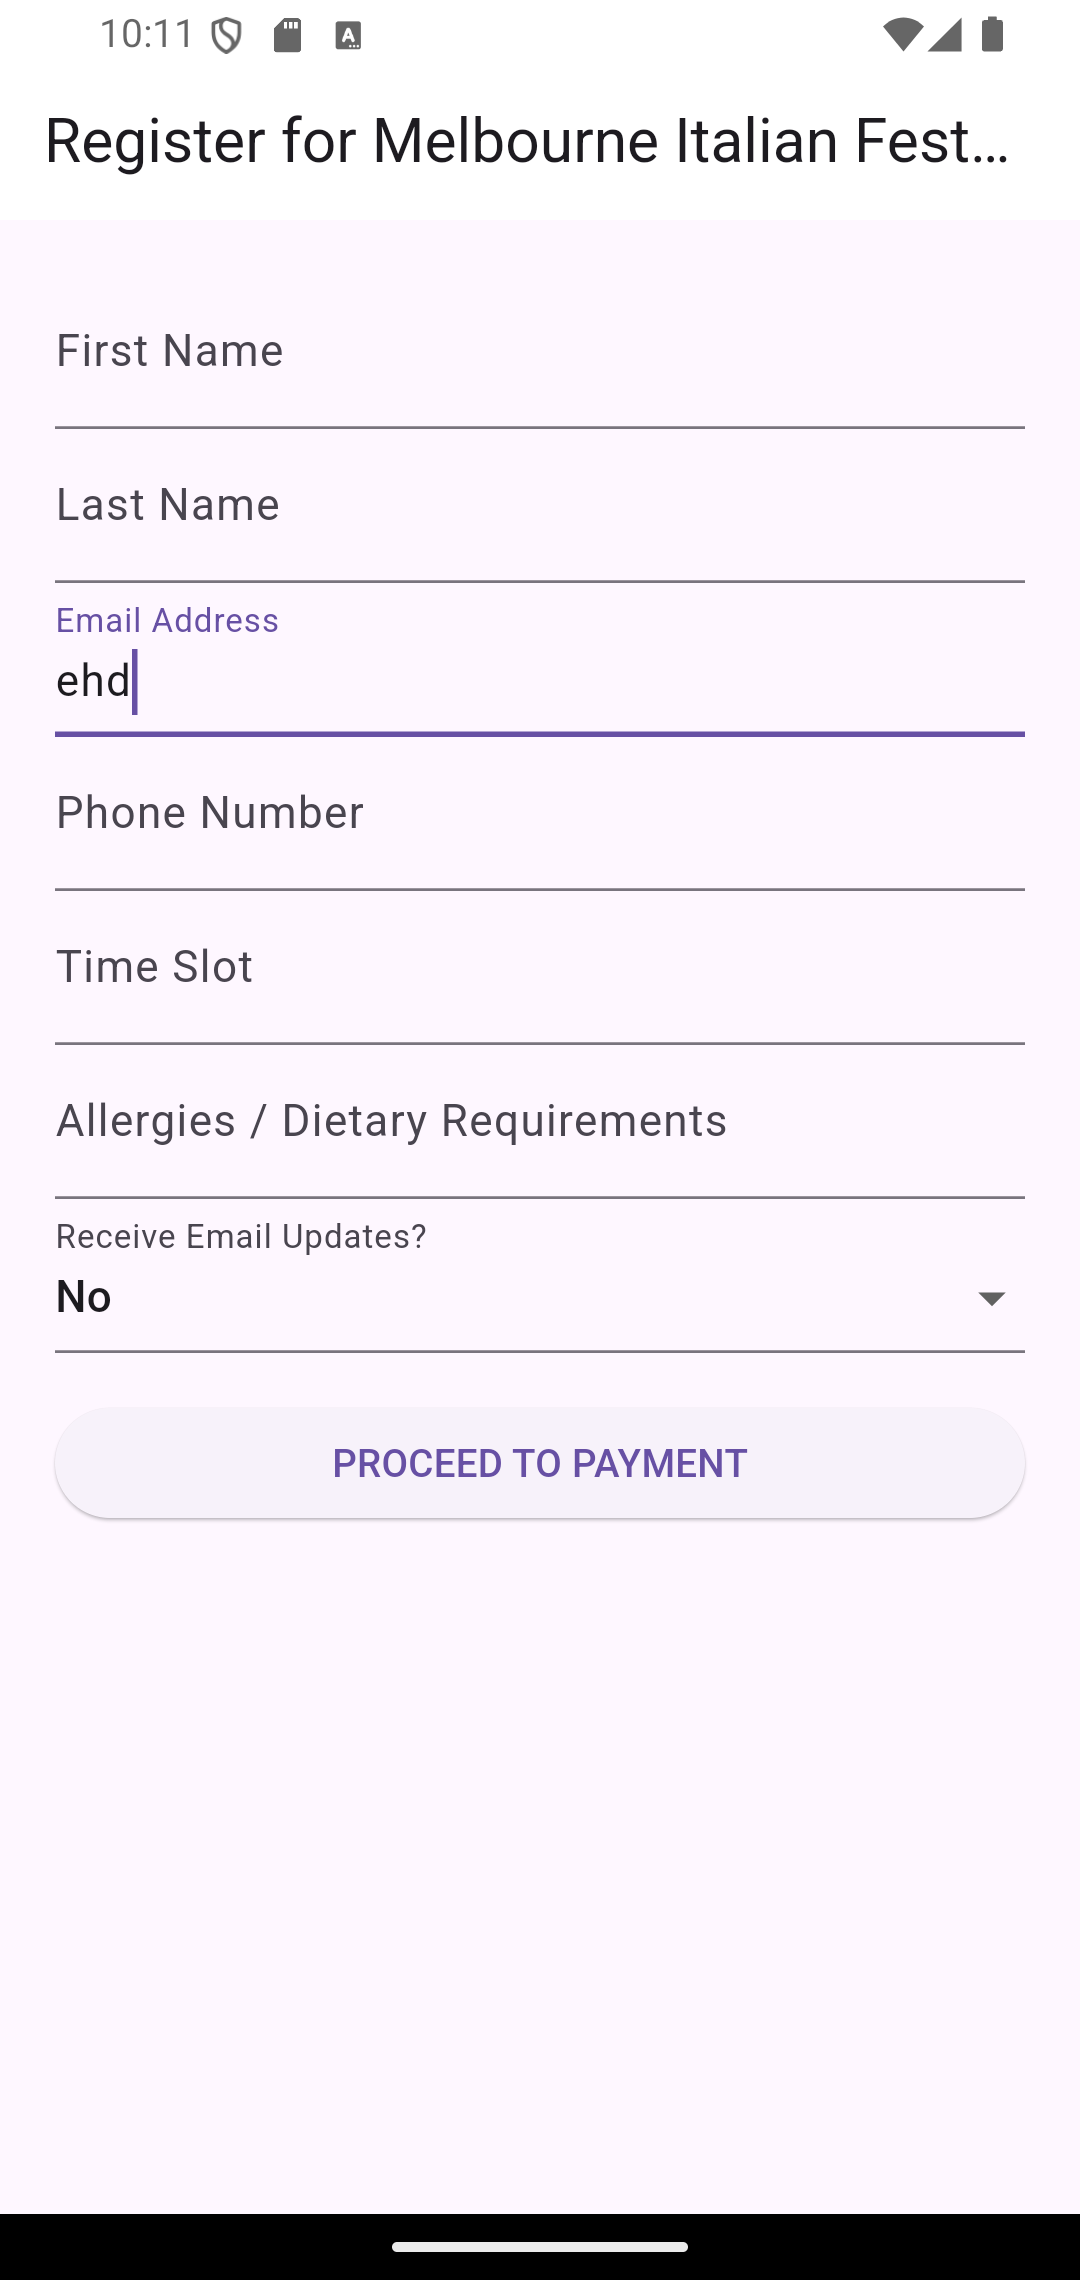 10:11
Register for Melbourne Italian Fest…
First Name
Last Name
Email Address
ehd
Phone Number
Time Slot
Allergies / Dietary Requirements
Receive Email Updates?
No
PROCEED TO PAYMENT